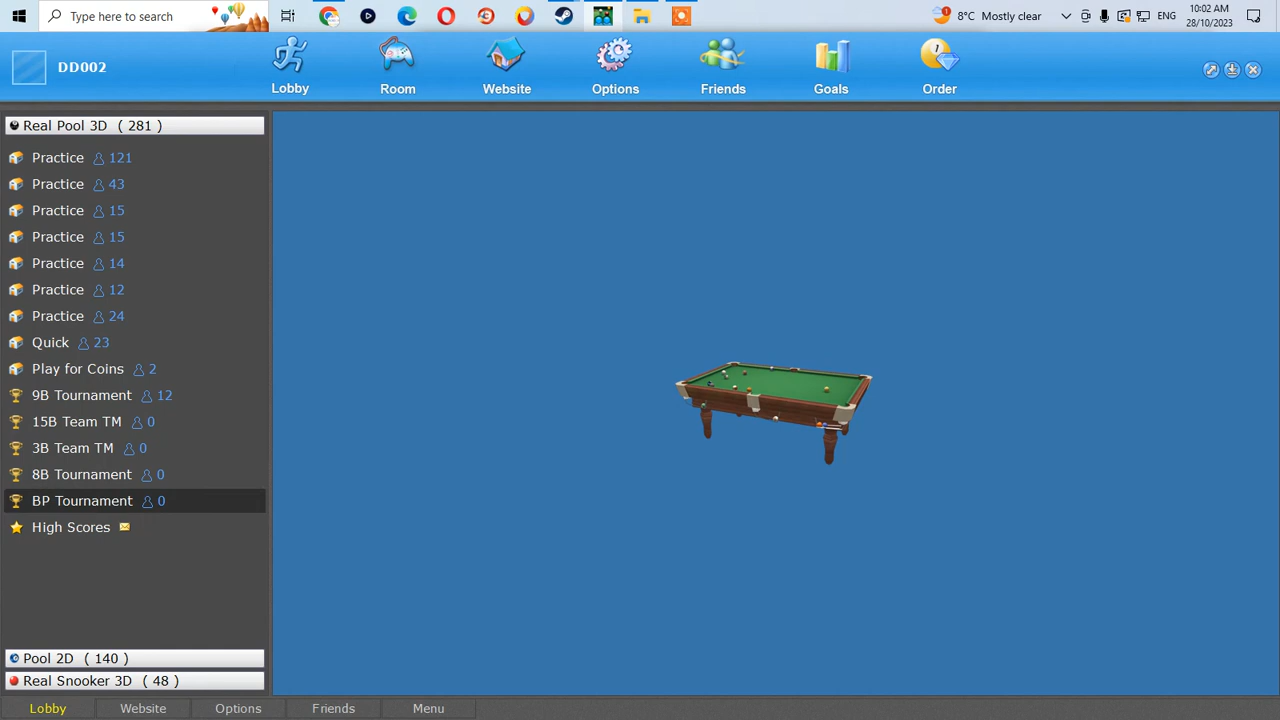 Type here to search
8°C Mostly clear
ENG
10:02 AM
28/10/2023
DD002
Lobby
Room
Website
Options
Friends
Goals
Order
Real Pool 3D ( 281 )
Practice 121
Practice 43
Practice 15
Practice 15
Practice 14
Practice 12
Practice 24
Quick 23
Play for Coins 2
9B Tournament 12
15B Team TM 0
3B Team TM 0
8B Tournament 0
BP Tournament 0
High Scores
Pool 2D ( 140 )
Real Snooker 3D ( 48 )
Lobby
Website
Options
Friends
Menu